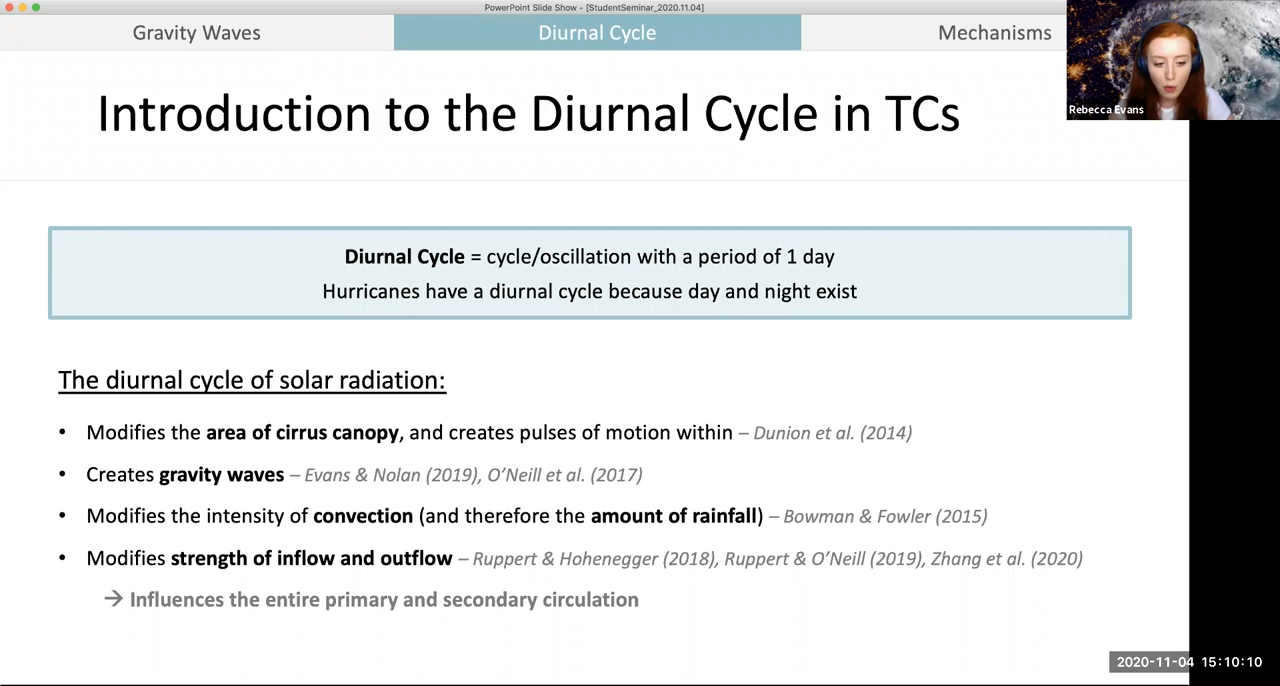 PowerPoint Slide Show - [StudentSeminar_2020.11.04]
Gravity Waves
Diurnal Cycle
Mechanisms
Rebecca Evans
Introduction to the Diurnal Cycle in TCs
Diurnal Cycle = cycle/oscillation with a period of 1 day
Hurricanes have a diurnal cycle because day and night exist
The diurnal cycle of solar radiation:
• Modifies the area of cirrus canopy, and creates pulses of motion within – Dunion et al. (2014)
• Creates gravity waves – Evans & Nolan (2019), O’Neill et al. (2017)
• Modifies the intensity of convection (and therefore the amount of rainfall) – Bowman & Fowler (2015)
• Modifies strength of inflow and outflow – Ruppert & Hohenegger (2018), Ruppert & O’Neill (2019), Zhang et al. (2020)
→ Influences the entire primary and secondary circulation
2020-11-04 15:10:10